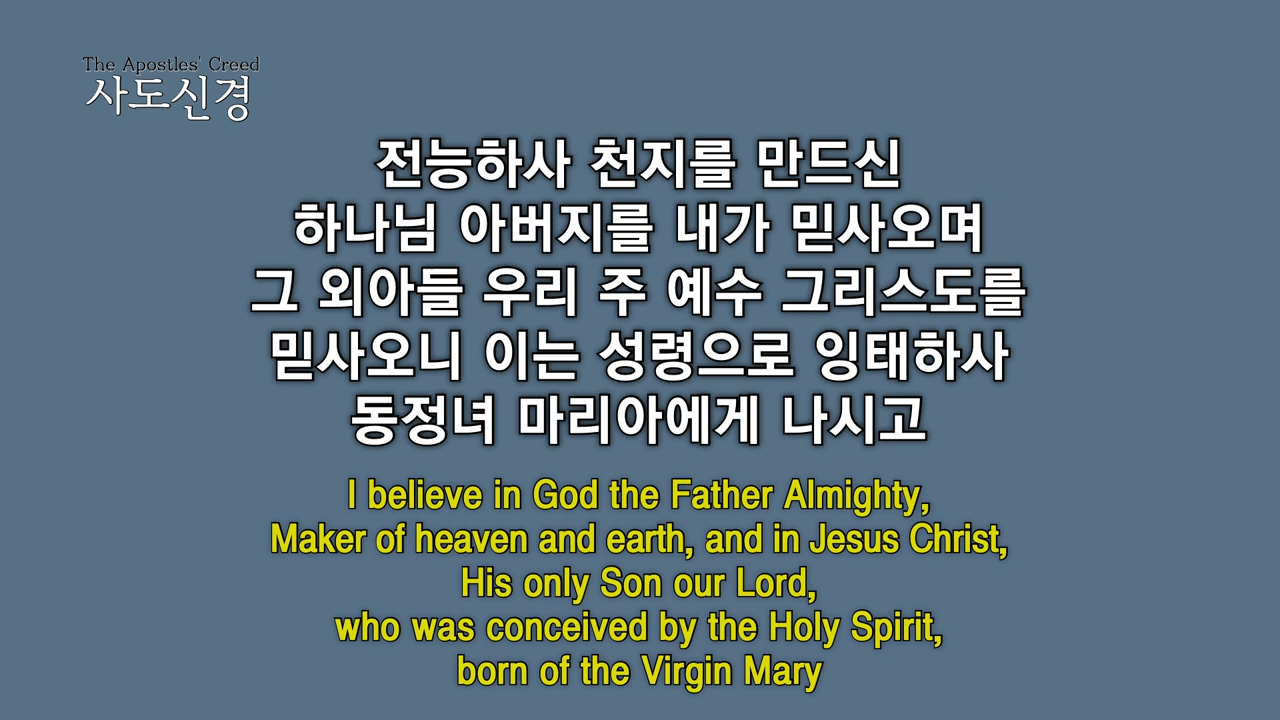 The Apostles' Creed
사도신경
전능하사 천지를 만드신
하나님 아버지를 내가 믿사오며
그 외아들 우리 주 예수 그리스도를
믿사오니 이는 성령으로 잉태하사
동정녀 마리아에게 나시고
I believe in God the Father Almighty,
Maker of heaven and earth, and in Jesus Christ,
His only Son our Lord,
who was conceived by the Holy Spirit,
born of the Virgin Mary